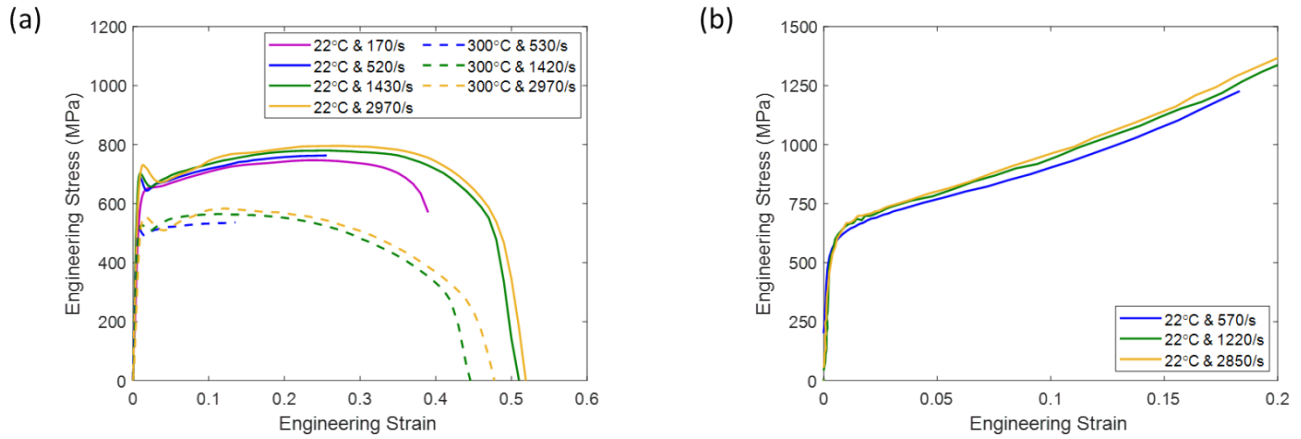 (a)
1200
1000
800
600
400
200
0
Engineering Stress (MPa)
22°C & 170/s
22°C & 520/s
22°C & 1430/s
22°C & 2970/s
300°C & 530/s
300°C & 1420/s
300°C & 2970/s
0 0.1 0.2 0.3 0.4 0.5 0.6
Engineering Strain
(b)
1500
1250
1000
750
500
250
0
Engineering Stress (MPa)
22°C & 570/s
22°C & 1220/s
22°C & 2850/s
0 0.05 0.1 0.15 0.2
Engineering Strain